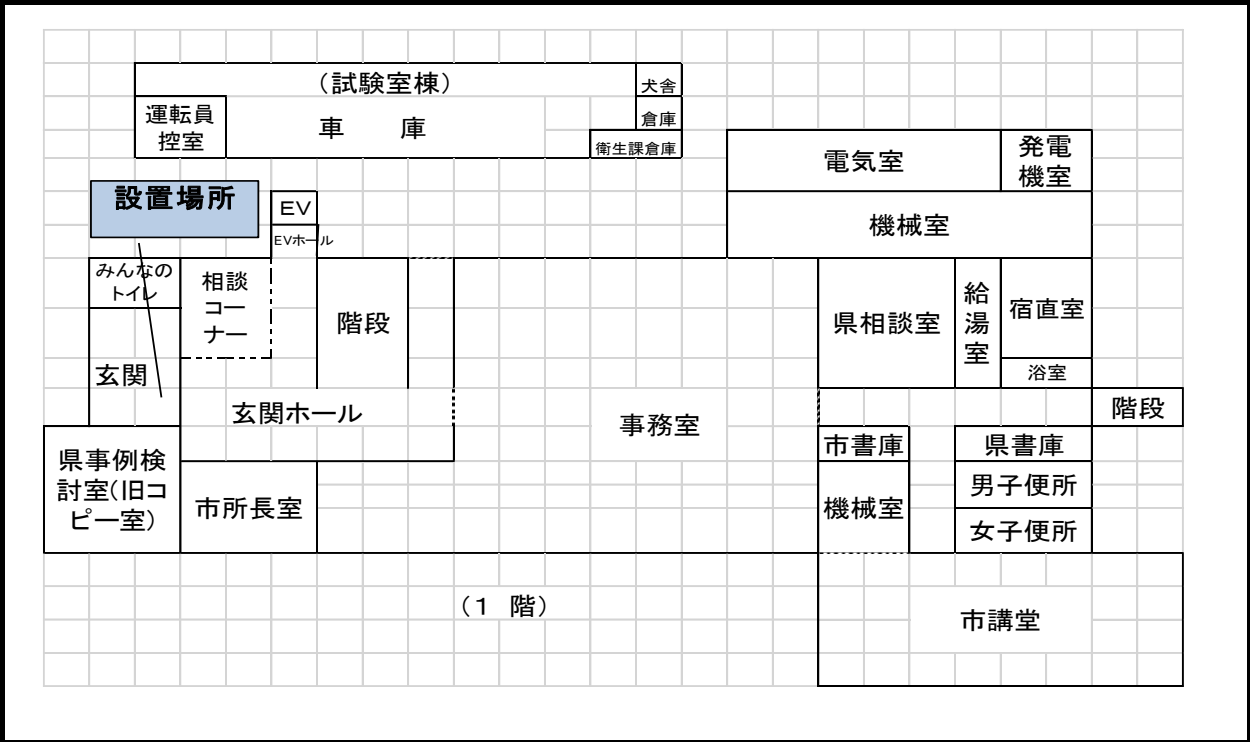 （試験室棟）
犬舎
運転員
控室
車　庫
倉庫
衛生課倉庫
電気室
発電
機室
設置場所
EV
EVホール
機械室
みんなの
トイレ
相談
コー
ナー
階段
県相談室
給
湯
室
宿直室
浴室
玄関
玄関ホール
事務室
階段
県事例検
討室(旧コ
ピー室）
市所長室
市書庫
県書庫
機械室
男子便所
女子便所
（１　階）
市講堂